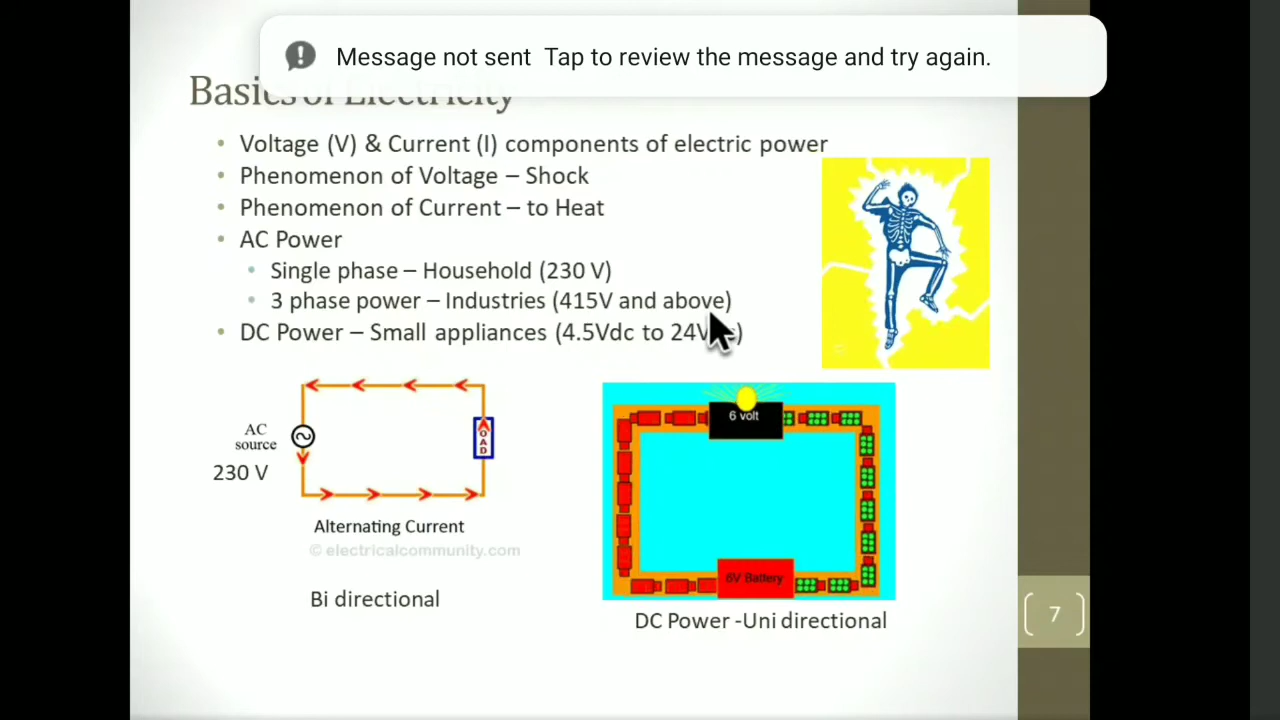 Message not sent Tap to review the message and try again.
Basics of Electricity
• Voltage (V) & Current (I) components of electric power
• Phenomenon of Voltage – Shock
• Phenomenon of Current – to Heat
• AC Power
• Single phase – Household (230 V)
• 3 phase power – Industries (415V and above)
• DC Power – Small appliances (4.5Vdc to 24V
AC
source
230 V
LOAD
Alternating Current
© electricalcommunity.com
Bi directional
6 volt
6V Battery
DC Power -Uni directional
7